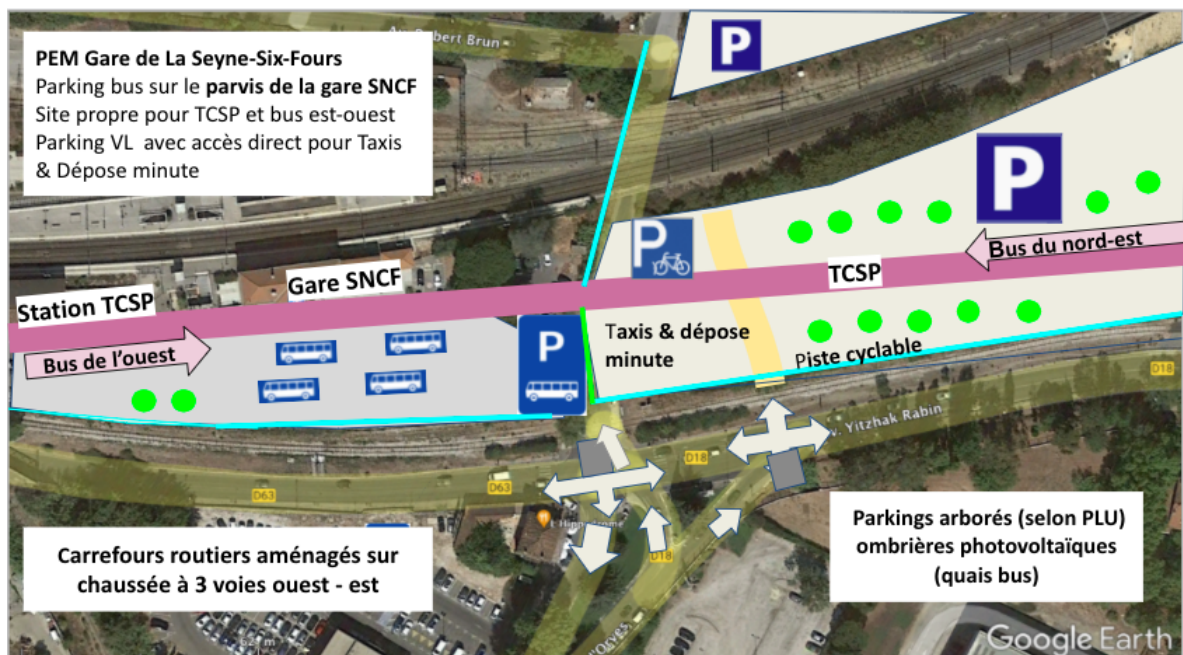 Av. Robert Brun
PEM Gare de La Seyne-Six-Fours
Parking bus sur le parvis de la gare SNCF
Site propre pour TCSP et bus est-ouest
Parking VL avec accès direct pour Taxis
& Dépose minute
P
P
P
Bus du nord-est
TCSP
Gare SNCF
Station TCSP
Bus de l'ouest
P
Taxis & dépose
minute
Piste cyclable
D18
v. Yitzhak Rabin
D18
D63
D63
L'Hippodrome
D18
Carrefours routiers aménagés sur
chaussée à 3 voies ouest - est
Parkings arborés (selon PLU)
ombrières photovoltaïques
(quais bus)
Google Earth